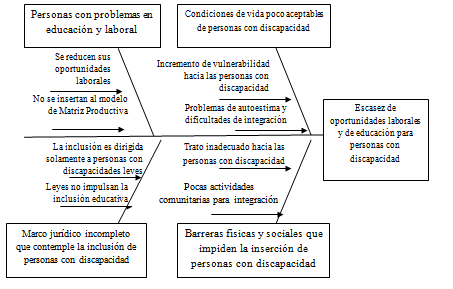 Personas con problemas en
educación y laboral
Condiciones de vida poco aceptables
de personas con discapacidad
Se reducen sus
oportunidades
laborales
No se insertan al modelo
de Matriz Productiva
Incremento de vulnerabilidad
hacia las personas con
discapacidad
Problemas de autoestima y
dificultades de integración
Escasez de
oportunidades laborales
y de educación para
personas con
discapacidad
La inclusión es dirigida
solamente a personas con
discapacidades leves
Leyes no impulsan la
inclusión educativa
Trato inadecuado hacia las
personas con discapacidad
Pocas actividades
comunitarias para integración
Marco jurídico incompleto
que contemple la inclusión de
personas con discapacidad
Barreras físicas y sociales que
impiden la inserción de
personas con discapacidad